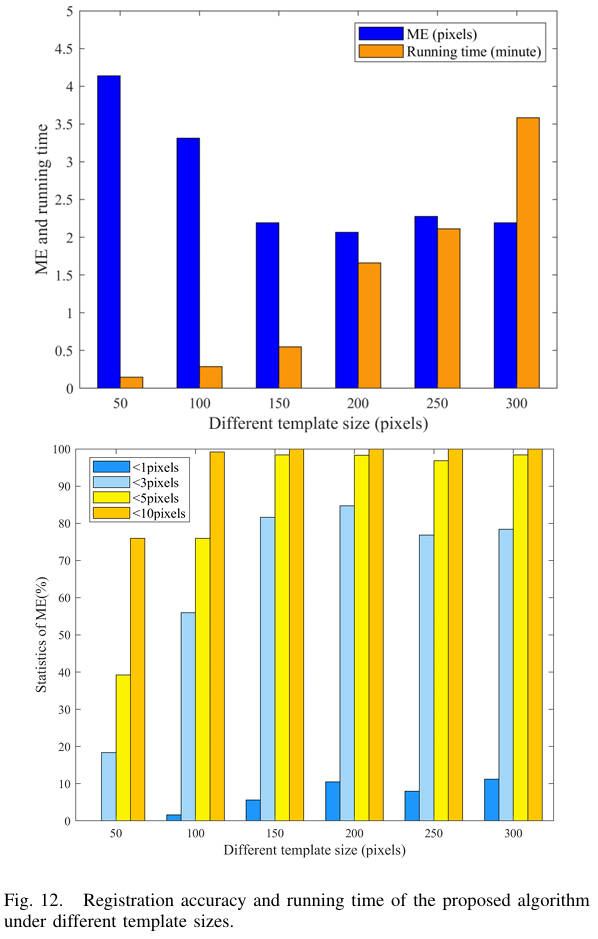 5
4.5
4
3.5
3
2.5
2
1.5
1
0.5
0
ME and running time
ME (pixels)
Running time (minute)
50 100 150 200 250 300
Different template size (pixels)
100
90
80
70
60
50
40
30
20
10
0
Statistics of ME(%)
<1pixels
<3pixels
<5pixels
<10pixels
50 100 150 200 250 300
Different template size (pixels)
Fig. 12. Registration accuracy and running time of the proposed algorithm
under different template sizes.